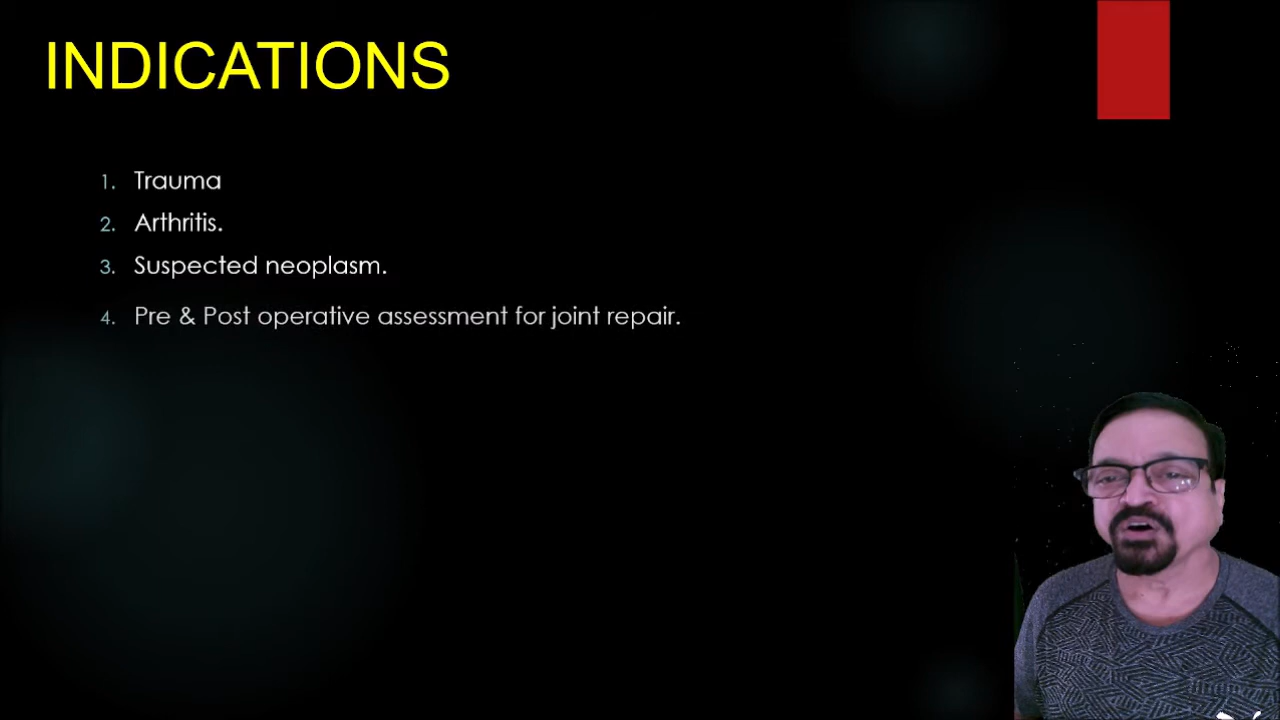 INDICATIONS
1. Trauma
2. Arthritis.
3. Suspected neoplasm.
4. Pre & Post operative assessment for joint repair.